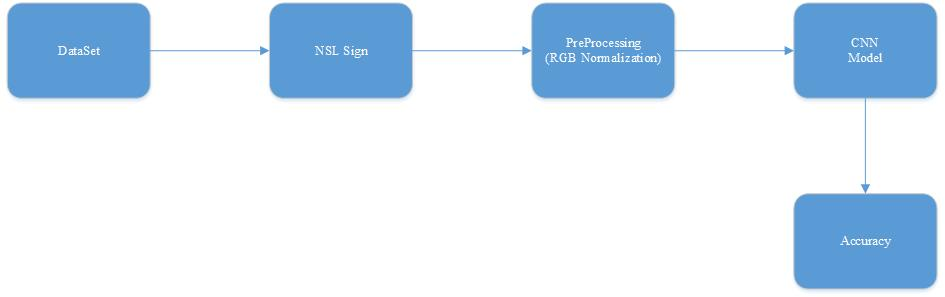 DataSet
NSL Sign
PreProcessing
(RGB Normalization)
CNN
Model
Accuracy